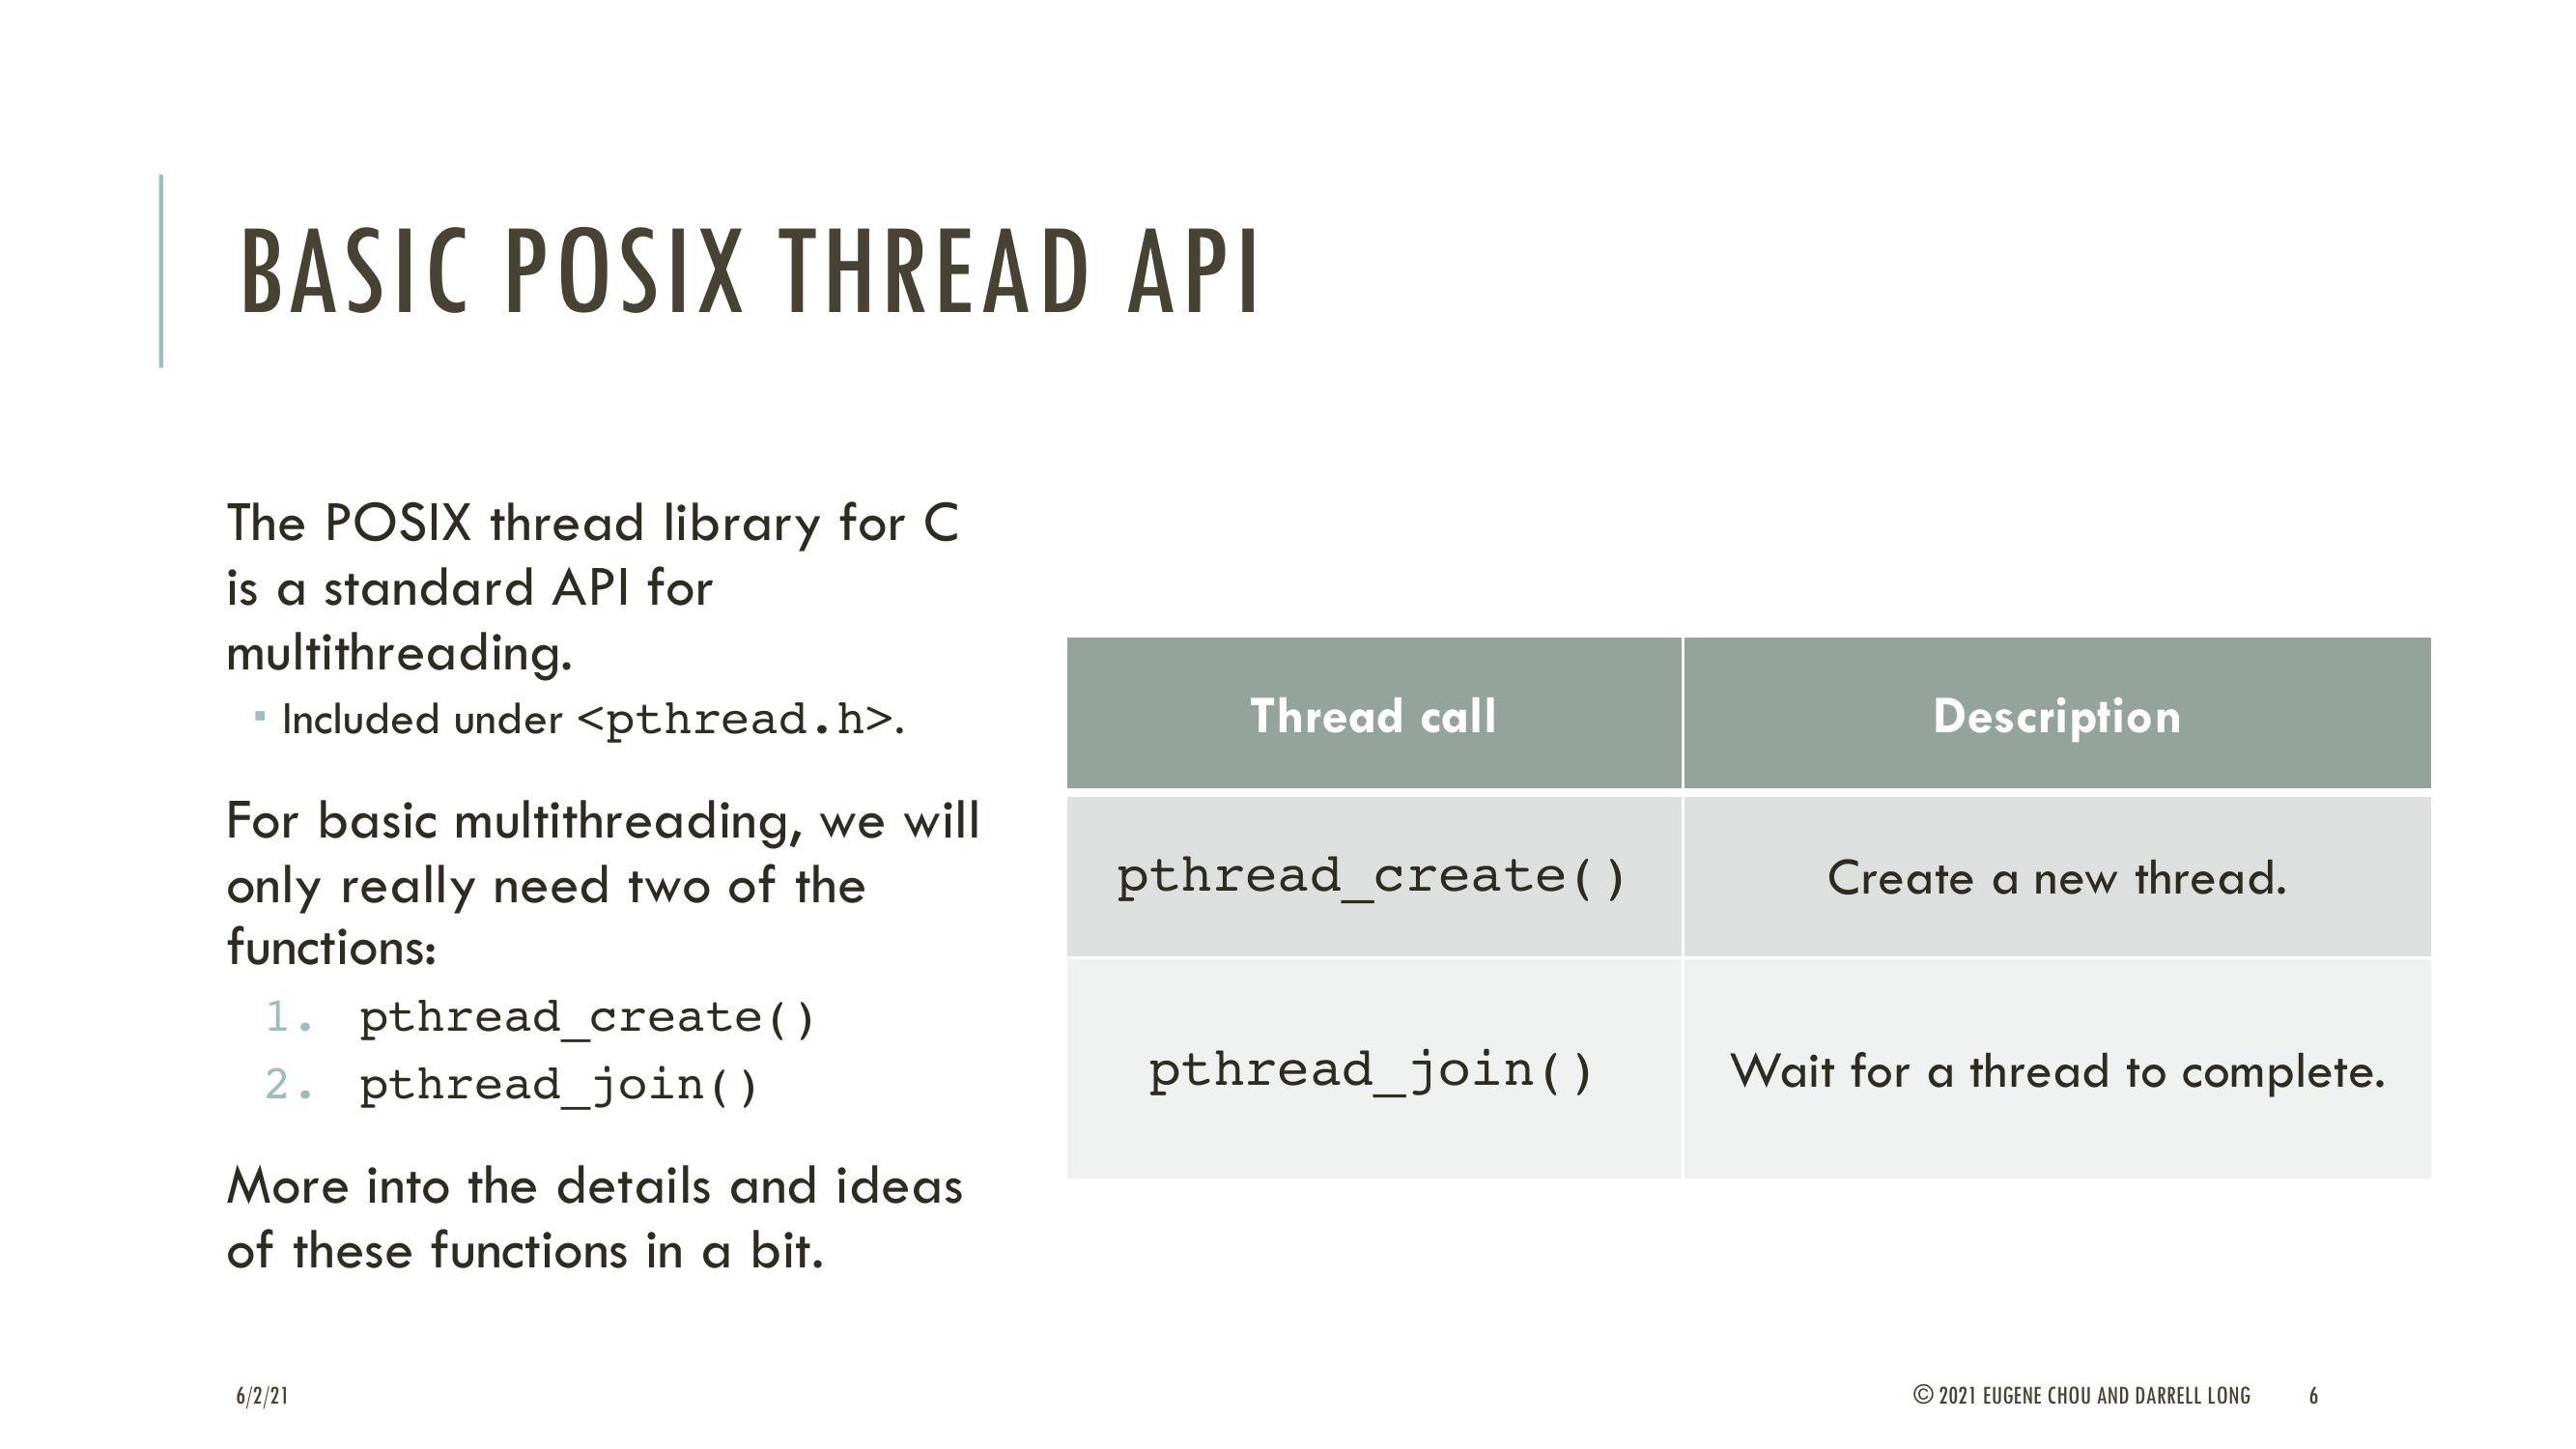 BASIC POSIX THREAD API
The POSIX thread library for C
is a standard API for
multithreading.
▪ Included under <pthread.h>.
For basic multithreading, we will
only really need two of the
functions:
1. pthread_create()
2. pthread_join()
More into the details and ideas
of these functions in a bit.
Thread call Description
pthread_create() Create a new thread.
pthread_join() Wait for a thread to complete.
6/2/21 © 2021 EUGENE CHOU AND DARRELL LONG 6